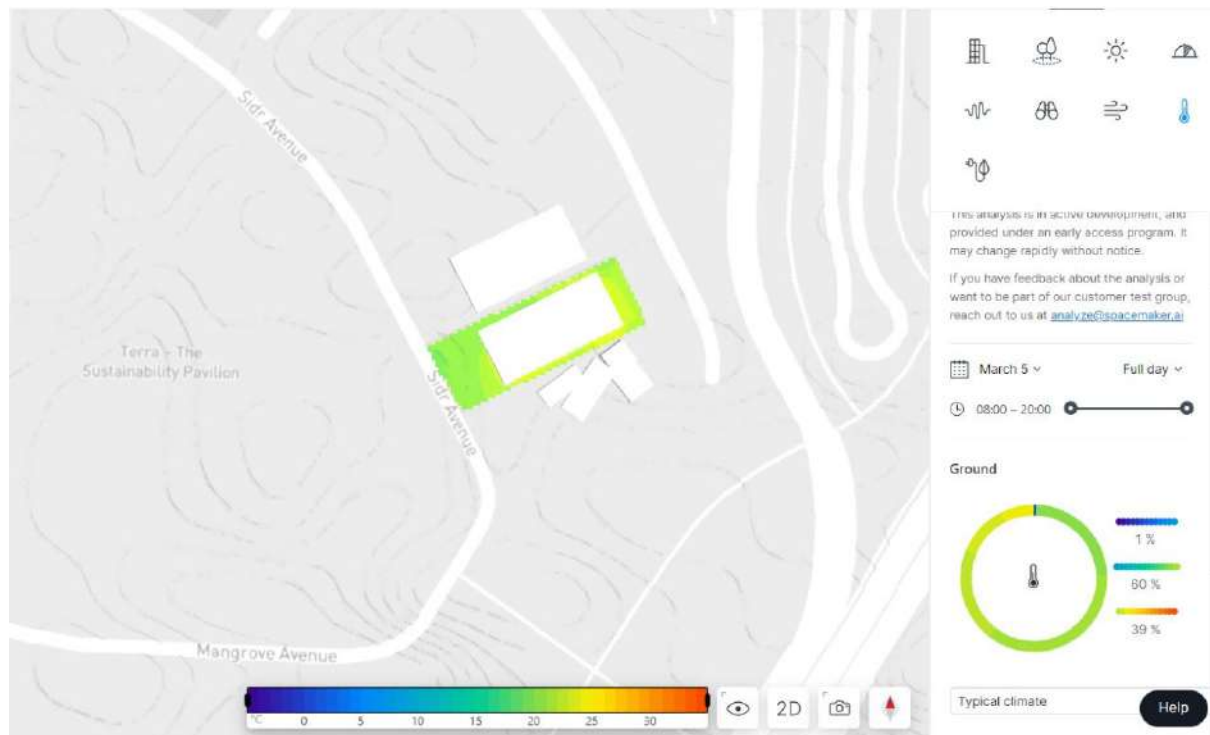 Sidr Avenue
Terra - The
Sustainability Pavilion
Sidr Avenue
Mangrove Avenue
°C 0 5 10 15 20 25 30
2D
This analysis is in active development, and
provided under an early access program. It
may change rapidly without notice.
If you have feedback about the analysis or
want to be part of our customer test group,
reach out to us at analyze@spacemaker.ai
March 5
Full day
08:00 – 20:00
Ground
1 %
60 %
39 %
Typical climate
Help